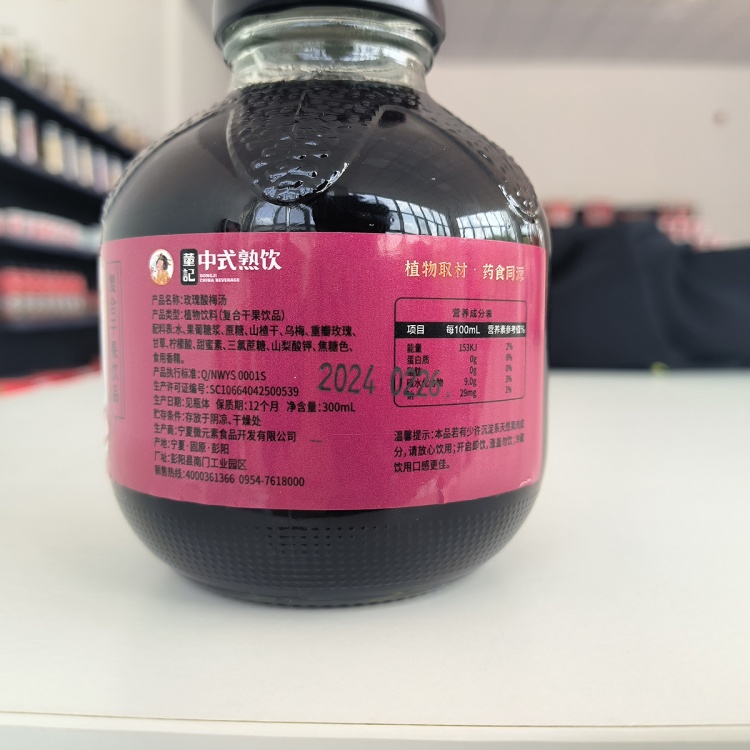 董記
中式熟饮
DONGJI
CHINA BEVERAGE
产品名称:玫瑰酸梅汤
产品类型:植物饮料(复合干果饮品)
配料表:水、果葡糖浆、蔗糖、山楂干、乌梅、重瓣玫瑰、
甘草、柠檬酸、甜蜜素、三氯蔗糖、山梨酸钾、焦糖色、
食用香精。
产品执行标准:Q/NWYS 0001S
生产许可证编号:SC10664042500539
生产日期:见瓶体 保质期:12个月 净含量:300mL
贮存条件:存放于阴凉、干燥处
生产商:宁夏微元素食品开发有限公司
产地:宁夏·固原·彭阳
厂址:彭阳县南门工业园区
销售热线:4000361366 0954-7618000
2024 0226
植物取材·药食同源
营养成分表
项目 每100mL 营养素参考值%
能量 153KJ 2%
蛋白质 0g 0%
0g 0%
9.0g 3%
29mg 1%
温馨提示:本品若有少许沉淀系天然果肉成
分,请放心饮用;开启即饮,
饮用口感更佳。